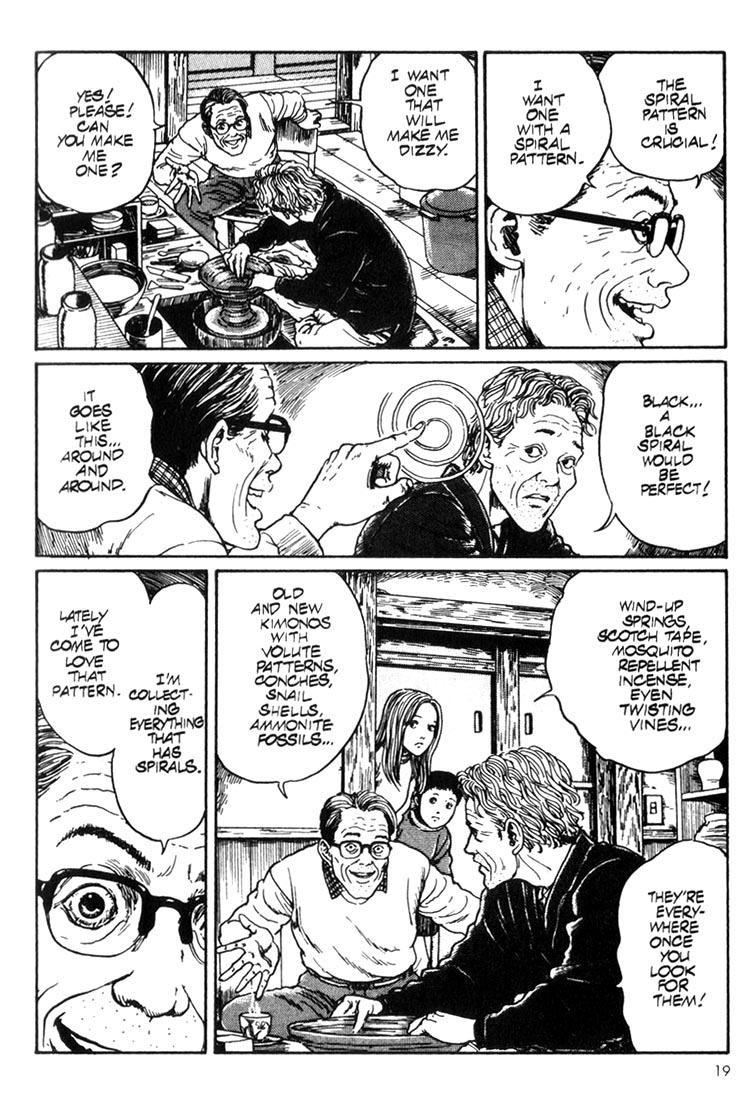 THE
SPIRAL
PATTERN
IS
CRUCIAL!
I
WANT
ONE
WITH A
SPIRAL
PATTERN.
I WANT
ONE
THAT
WILL
MAKE ME
DIZZY.
YES!
PLEASE!
CAN
YOU MAKE
ME
ONE?
BLACK...
A
BLACK
SPIRAL
WOULD
BE
PERFECT!
IT
GOES
LIKE
THIS...
AROUND
AND
AROUND.
WIND-UP
SPRINGS,
SCOTCH TAPE,
MOSQUITO
REPELLENT
INCENSE,
EVEN
TWISTING
VINES...
OLD
AND NEW
KIMONOS
WITH
VOLUTE
PATTERNS,
CONCHES,
SNAIL
SHELLS,
AMMONITE
FOSSILS...
THEY'RE
EVERY-
WHERE
ONCE
YOU
LOOK
FOR
THEM!
I'M
COLLECT-
ING
EVERYTHING
THAT
HAS
SPIRALS.
LATELY
I'VE
COME TO
LOVE
THAT
PATTERN.
19